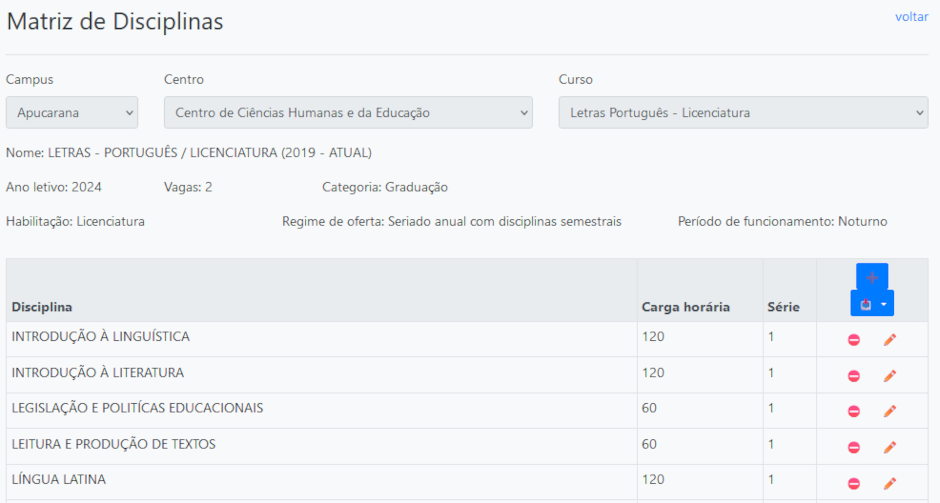 Matriz de Disciplinas
voltar
Campus Centro Curso
Apucarana Centro de Ciências Humanas e da Educação Letras Português - Licenciatura
Nome: LETRAS - PORTUGUÊS / LICENCIATURA (2019 - ATUAL)
Ano letivo: 2024 Vagas: 2 Categoria: Graduação
Habilitação: Licenciatura Regime de oferta: Seriado anual com disciplinas semestrais Período de funcionamento: Noturno
Disciplina Carga horária Série
INTRODUÇÃO À LINGUÍSTICA 120 1
INTRODUÇÃO À LITERATURA 120 1
LEGISLAÇÃO E POLITÍCAS EDUCACIONAIS 60 1
LEITURA E PRODUÇÃO DE TEXTOS 60 1
LÍNGUA LATINA 120 1